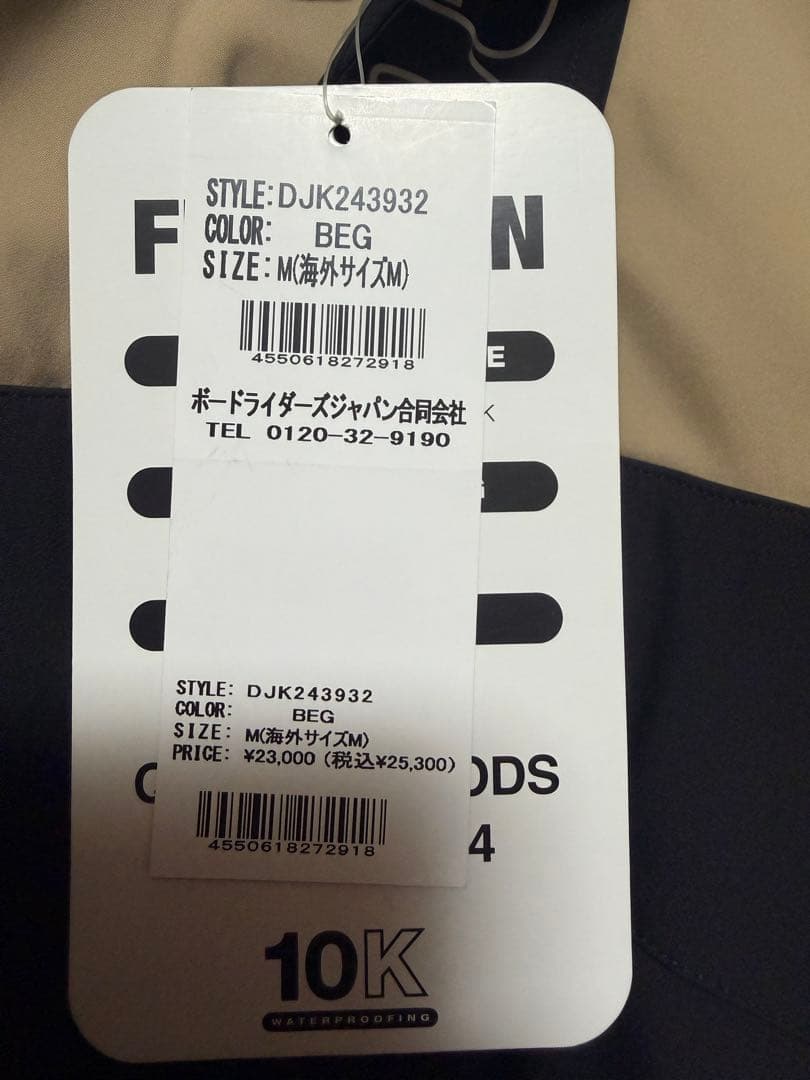 STYLE:DJK243932
COLOR: BEG
SIZE:M(海外サイズM)
4550618272918
ボードライダーズジャパン合同会社
TEL 0120-32-9190
STYLE: DJK243932
COLOR: BEG
SIZE: M(海外サイズM)
PRICE: ¥23,000 (税込¥25,300)
4550618272918
10K
WATERPROOFING